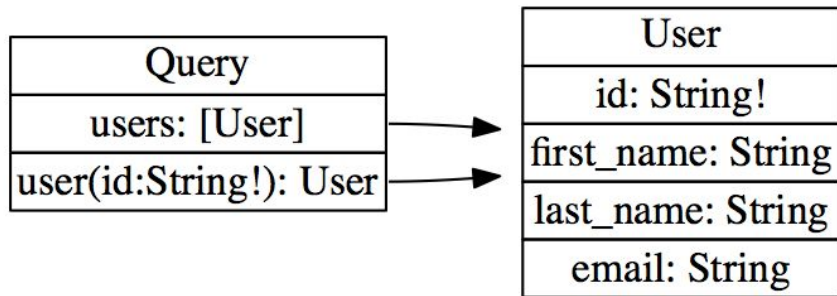 Query
users: [User]
user(id:String!): User
User
id: String!
first_name: String
last_name: String
email: String